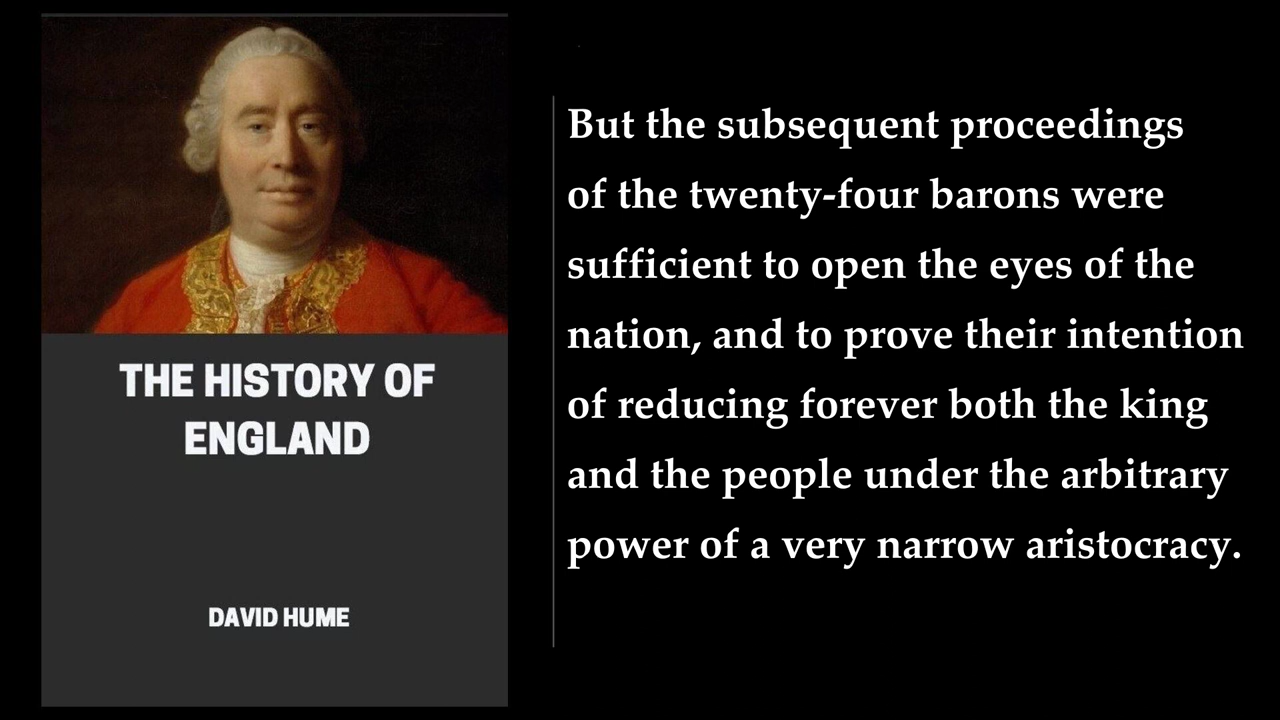 THE HISTORY OF
ENGLAND
DAVID HUME
But the subsequent proceedings
of the twenty-four barons were
sufficient to open the eyes of the
nation, and to prove their intention
of reducing forever both the king
and the people under the arbitrary
power of a very narrow aristocracy.